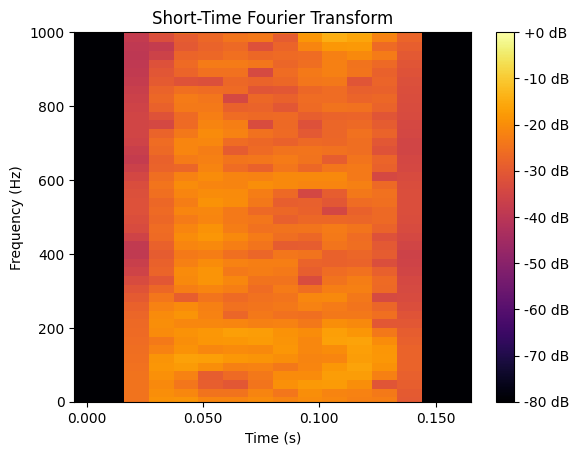 Short-Time Fourier Transform
Frequency (Hz)
1000
800
600
400
200
0
0.000
0.050
0.100
0.150
Time (s)
+0 dB
-10 dB
-20 dB
-30 dB
-40 dB
-50 dB
-60 dB
-70 dB
-80 dB